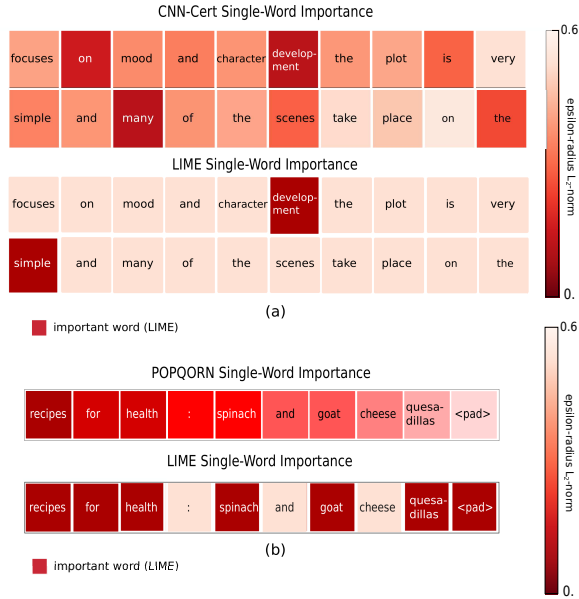 CNN-Cert Single-Word Importance
focuses on mood and character develop-
ment the plot is very
simple and many of the scenes take place on the
LIME Single-Word Importance
focuses on mood and character develop-
ment the plot is very
simple and many of the scenes take place on the
(a)
important word (LIME)
0.6
epsilon-radius L2-norm
0.
POPQORN Single-Word Importance
recipes for health : spinach and goat cheese quesa-
dillas <pad>
LIME Single-Word Importance
recipes for health : spinach and goat cheese quesa-
dillas <pad>
(b)
important word (LIME)
0.6
epsilon-radius L2-norm
0.